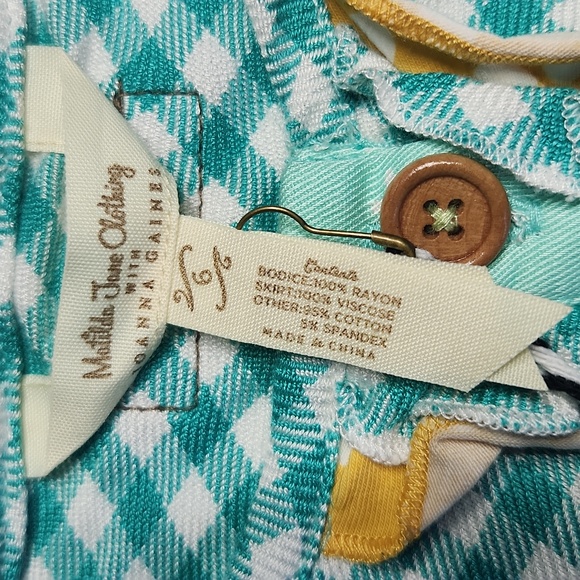 Matilda Jane Clothing
WITH
JOANNA GAINES
Contents
BODICE:100% RAYON
SKIRT:100% VISCOSE
OTHER:95% COTTON
5% SPANDEX
MADE IN CHINA